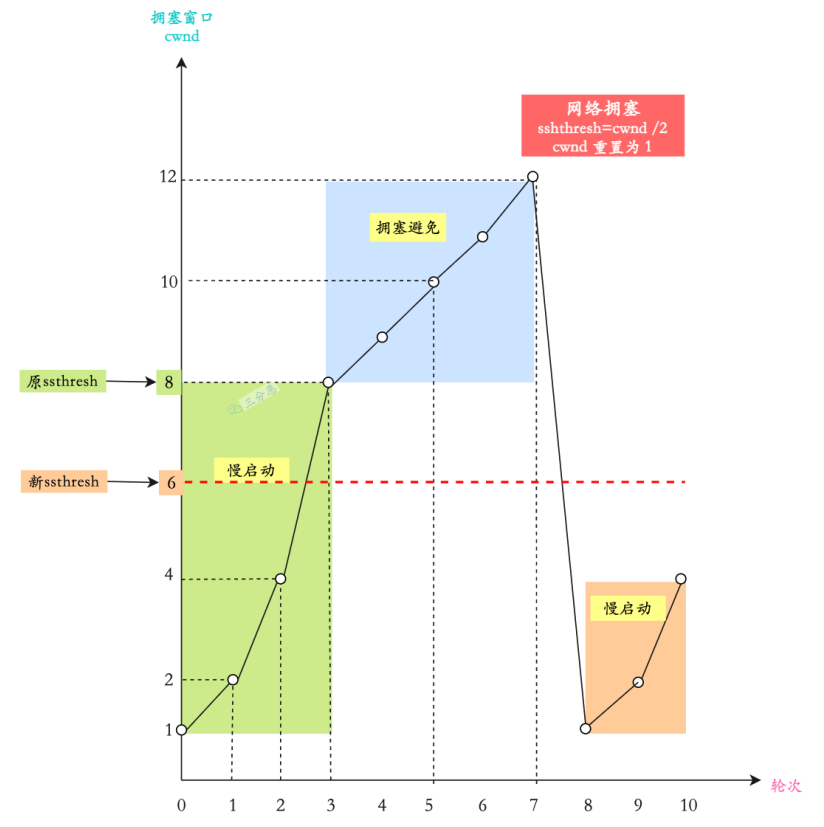 拥塞窗口
cwnd
网络拥塞
sshthresh=cwnd /2
cwnd 重置为 1
12
拥塞避免
10
原ssthresh
8
三分恶
慢启动
新ssthresh
6
4
慢启动
2
1
轮次
0 1 2 3 4 5 6 7 8 9 10